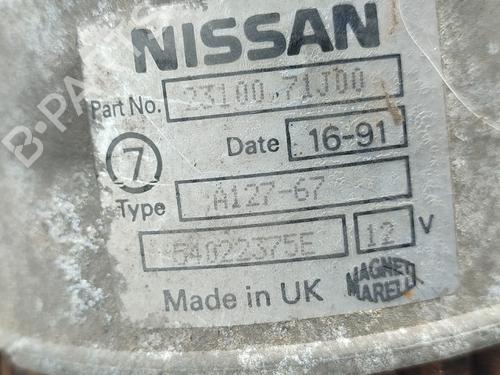 NISSAN
Part No. 23100 71J00
7 Date 16-91
Type A127-67
54022375E 12 V
Made in UK MAGNETI MARELLI
B-PARTS